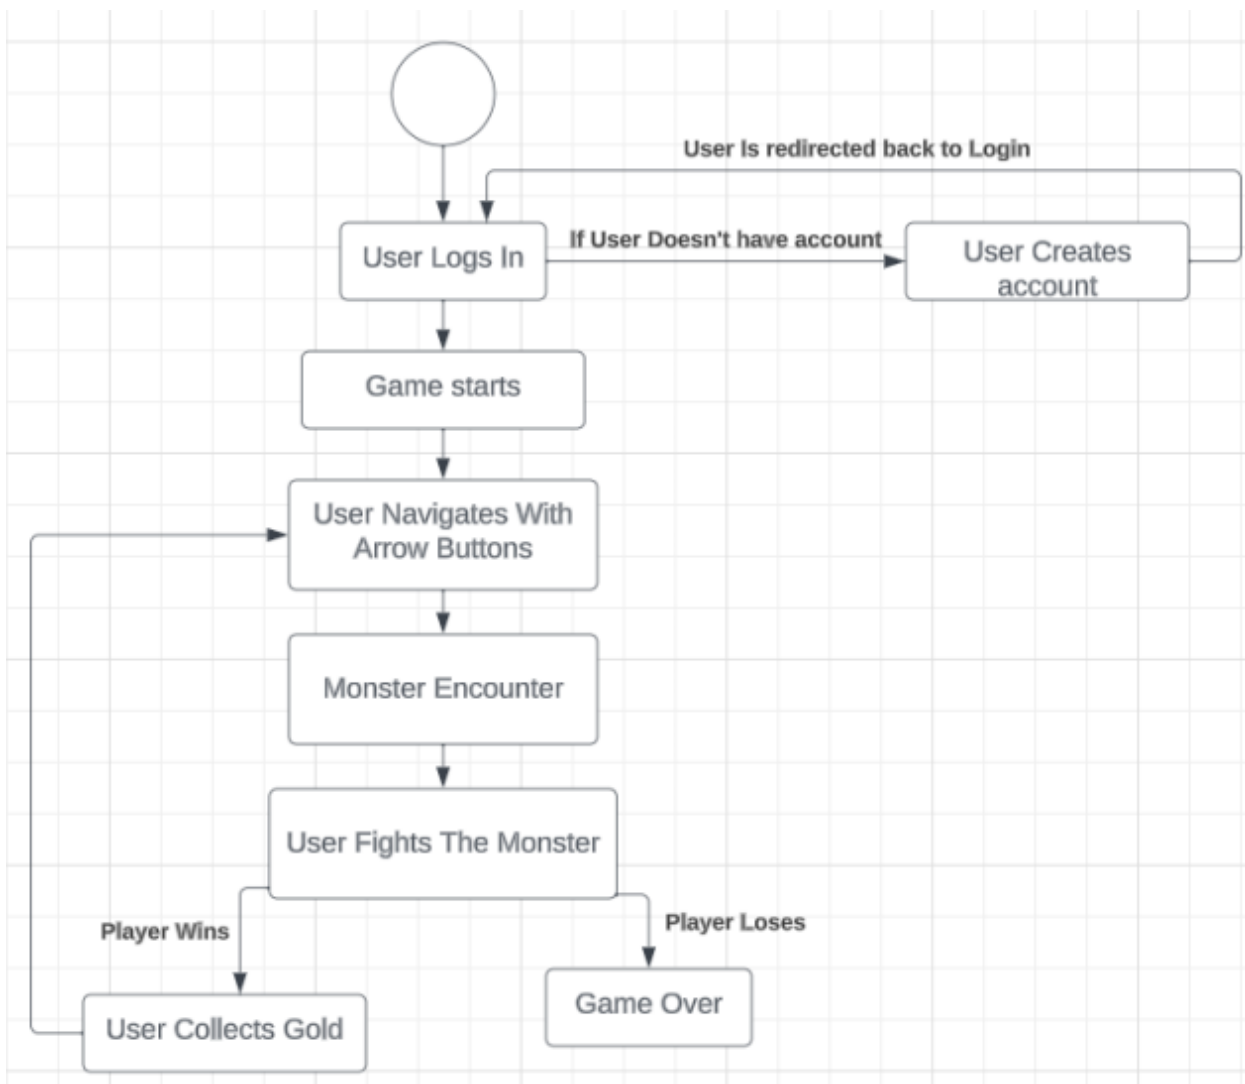 User Is redirected back to Login
User Logs In
If User Doesn't have account
User Creates
account
Game starts
User Navigates With
Arrow Buttons
Monster Encounter
User Fights The Monster
Player Wins
Player Loses
User Collects Gold
Game Over